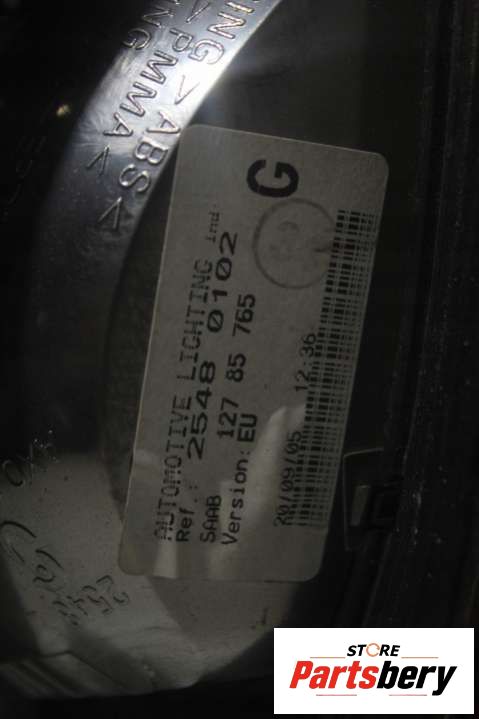 G
AUTOMOTIVE LIGHTING ind:
Ref.: 2548 0102
SAAB 127 85 765
Version: EU
20/09/05 12:36
>ABS<
>PMMA<
STORE
Partsbery